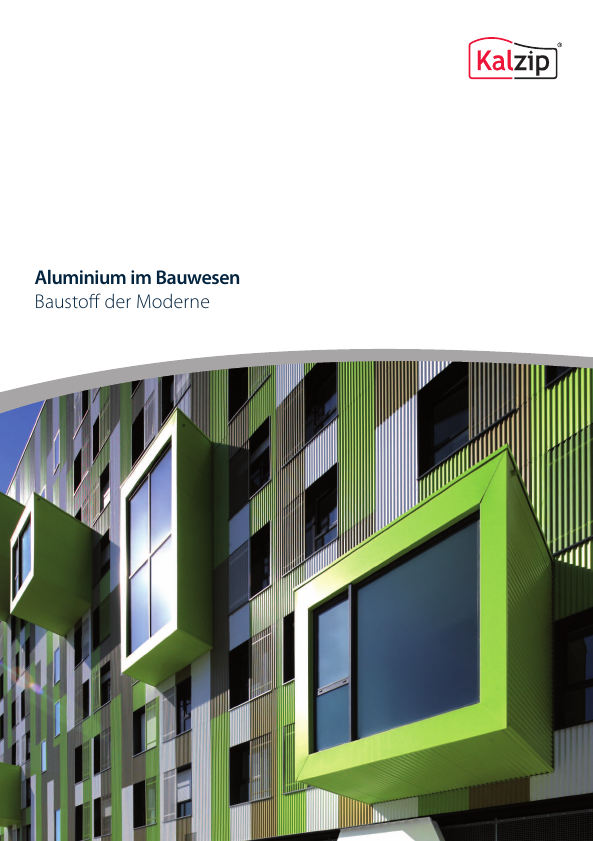 Kalzip®
Aluminium im Bauwesen
Baustoff der Moderne